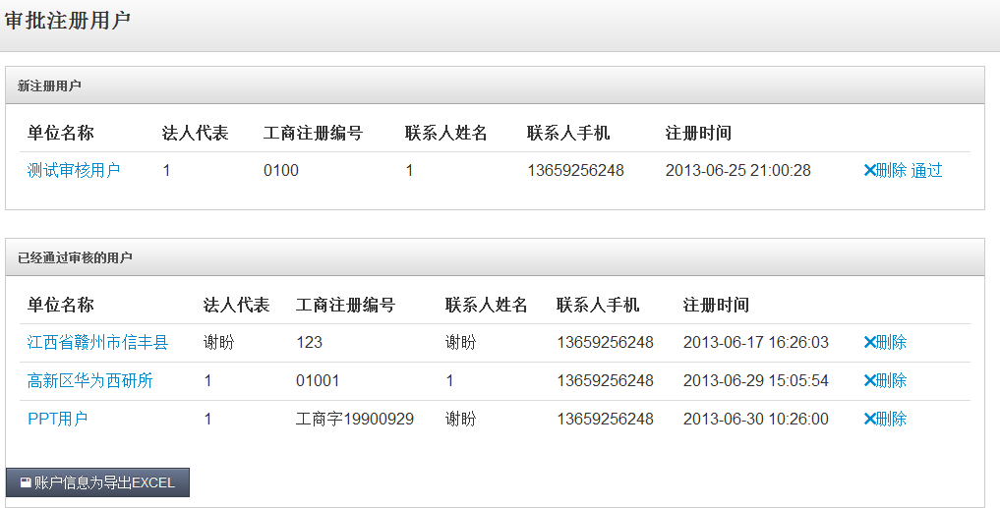 审批注册用户
新注册用户
单位名称 法人代表 工商注册编号 联系人姓名 联系人手机 注册时间
测试审核用户 1 0100 1 13659256248 2013-06-25 21:00:28 删除 通过
已经通过审核的用户
单位名称 法人代表 工商注册编号 联系人姓名 联系人手机 注册时间
江西省赣州市信丰县 谢盼 123 谢盼 13659256248 2013-06-17 16:26:03 删除
高新区华为西研所 1 01001 1 13659256248 2013-06-29 15:05:54 删除
PPT用户 1 工商字19900929 谢盼 13659256248 2013-06-30 10:26:00 删除
账户信息为导出EXCEL